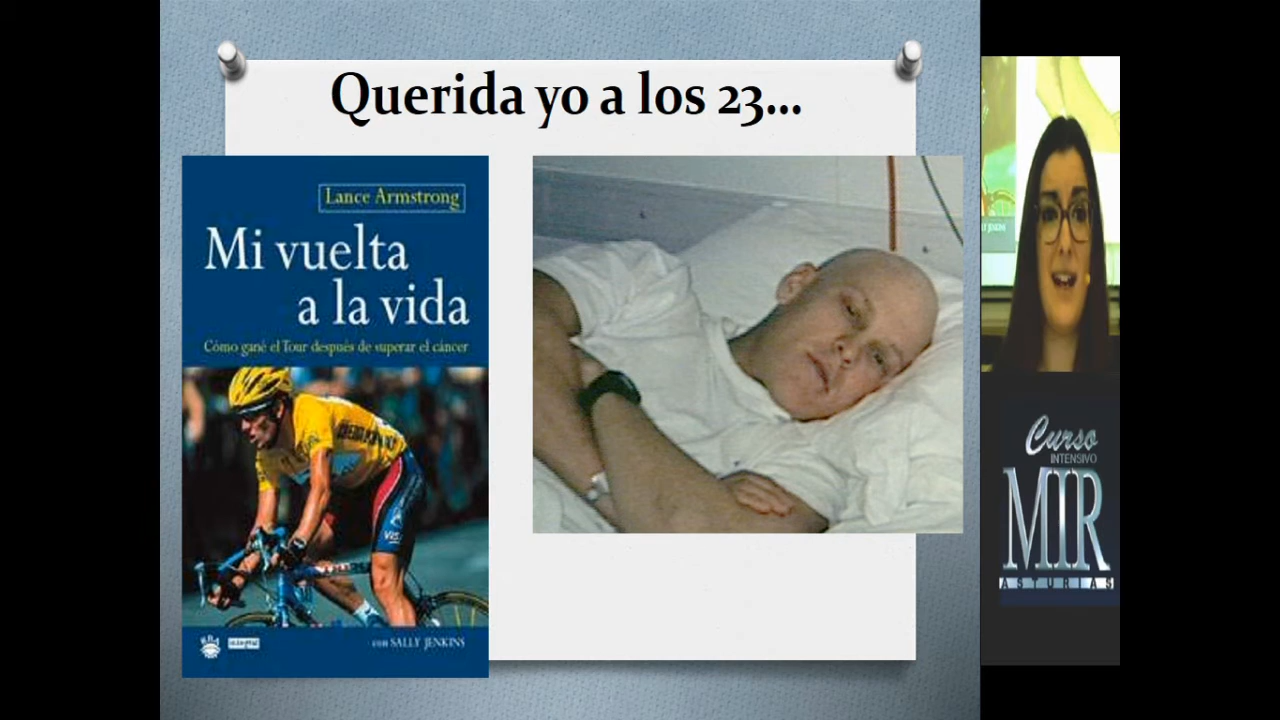 Querida yo a los 23...
Lance Armstrong
Mi vuelta
a la vida
Cómo gané el Tour después de superar el cáncer
con SALLY JENKINS
Curso
INTENSIVO
MIR
ASTURIAS